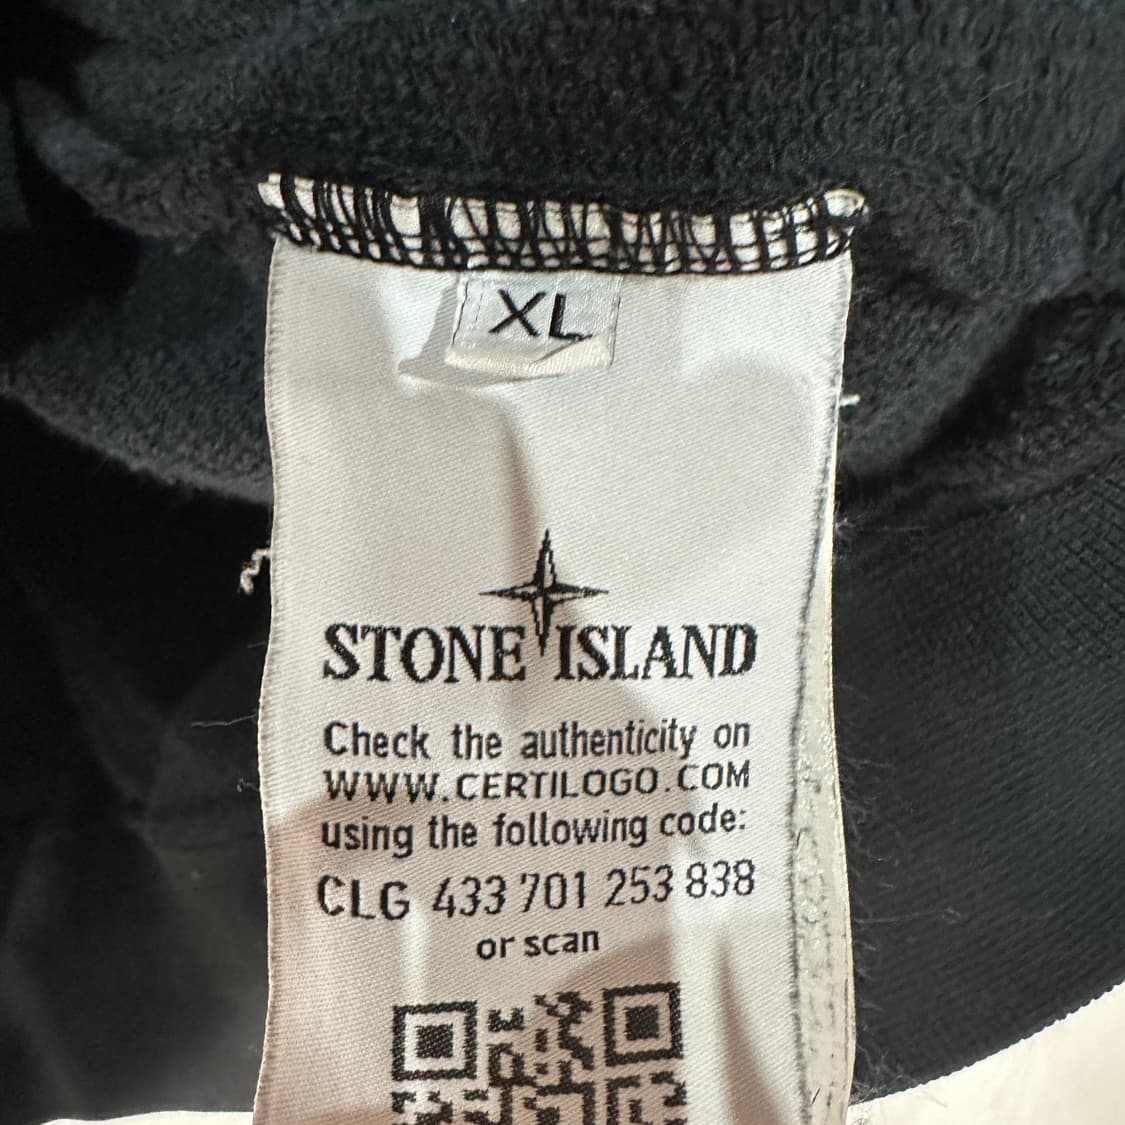 XL
STONE ISLAND
Check the authenticity on
WWW.CERTILOGO.COM
using the following code:
CLG 433 701 253 838
or scan